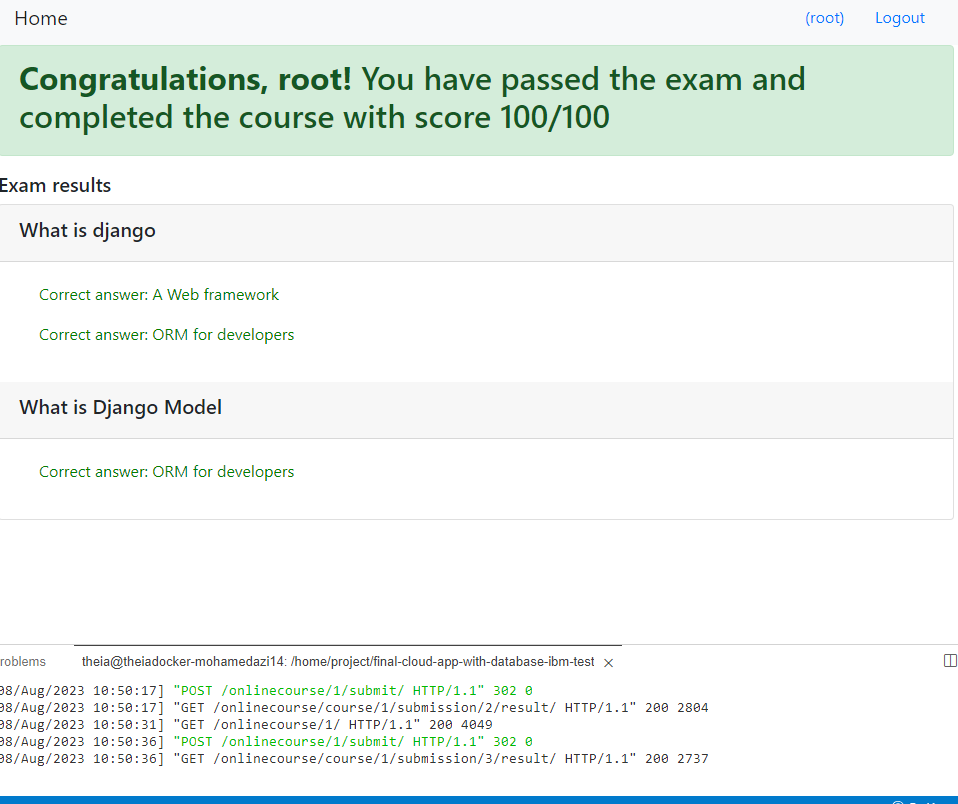 Home (root) Logout
Congratulations, root! You have passed the exam and
completed the course with score 100/100
Exam results
What is django
Correct answer: A Web framework
Correct answer: ORM for developers
What is Django Model
Correct answer: ORM for developers
roblems theia@theiadocker-mohamedazi14: /home/project/final-cloud-app-with-database-ibm-test ×
08/Aug/2023 10:50:17] "POST /onlinecourse/1/submit/ HTTP/1.1" 302 0
08/Aug/2023 10:50:17] "GET /onlinecourse/course/1/submission/2/result/ HTTP/1.1" 200 2804
08/Aug/2023 10:50:31] "GET /onlinecourse/1/ HTTP/1.1" 200 4049
08/Aug/2023 10:50:36] "POST /onlinecourse/1/submit/ HTTP/1.1" 302 0
08/Aug/2023 10:50:36] "GET /onlinecourse/course/1/submission/3/result/ HTTP/1.1" 200 2737